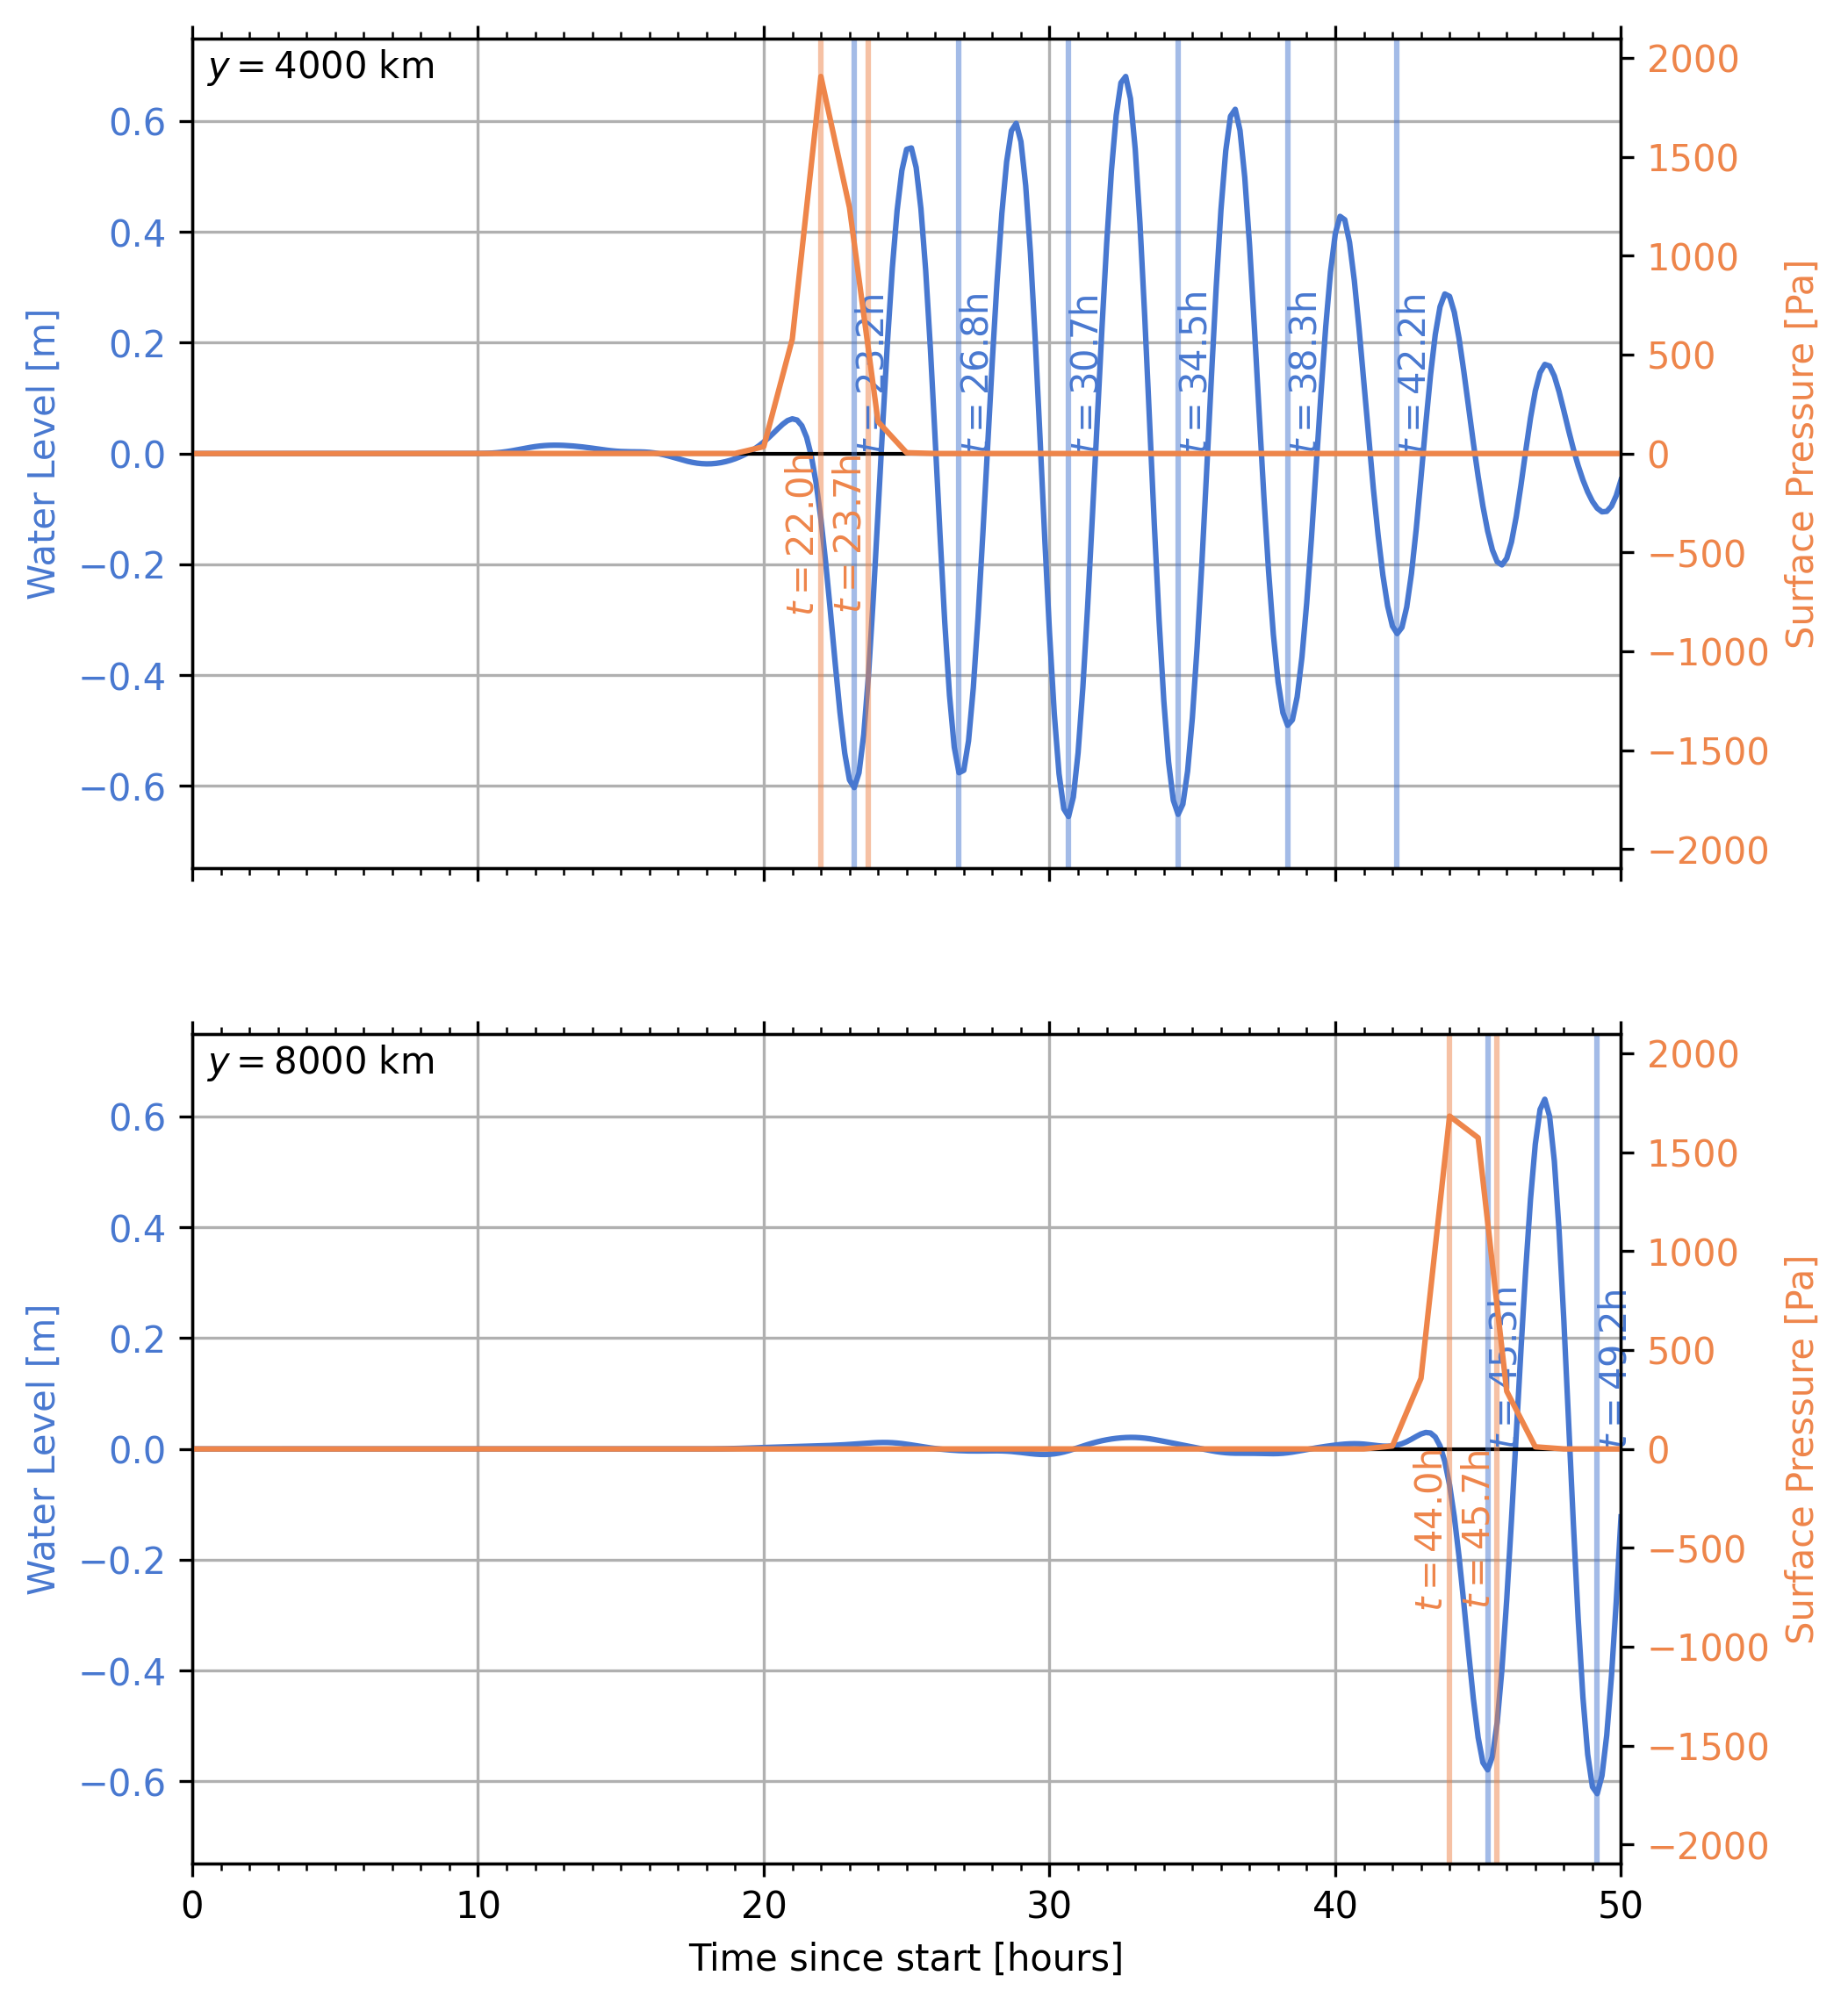 y = 4000 km
Water Level [m]
0.6
0.4
0.2
0.0
−0.2
−0.4
−0.6
t = 22.0h
t = 23.7h
t = 23.2h
t = 26.8h
t = 30.7h
t = 34.5h
t = 38.3h
t = 42.2h
2000
1500
1000
500
0
−500
−1000
−1500
−2000
Surface Pressure [Pa]
y = 8000 km
Water Level [m]
0.6
0.4
0.2
0.0
−0.2
−0.4
−0.6
t = 44.0h
t = 45.7h
t = 45.3h
t = 49.2h
2000
1500
1000
500
0
−500
−1000
−1500
−2000
Surface Pressure [Pa]
0 10 20 30 40 50
Time since start [hours]